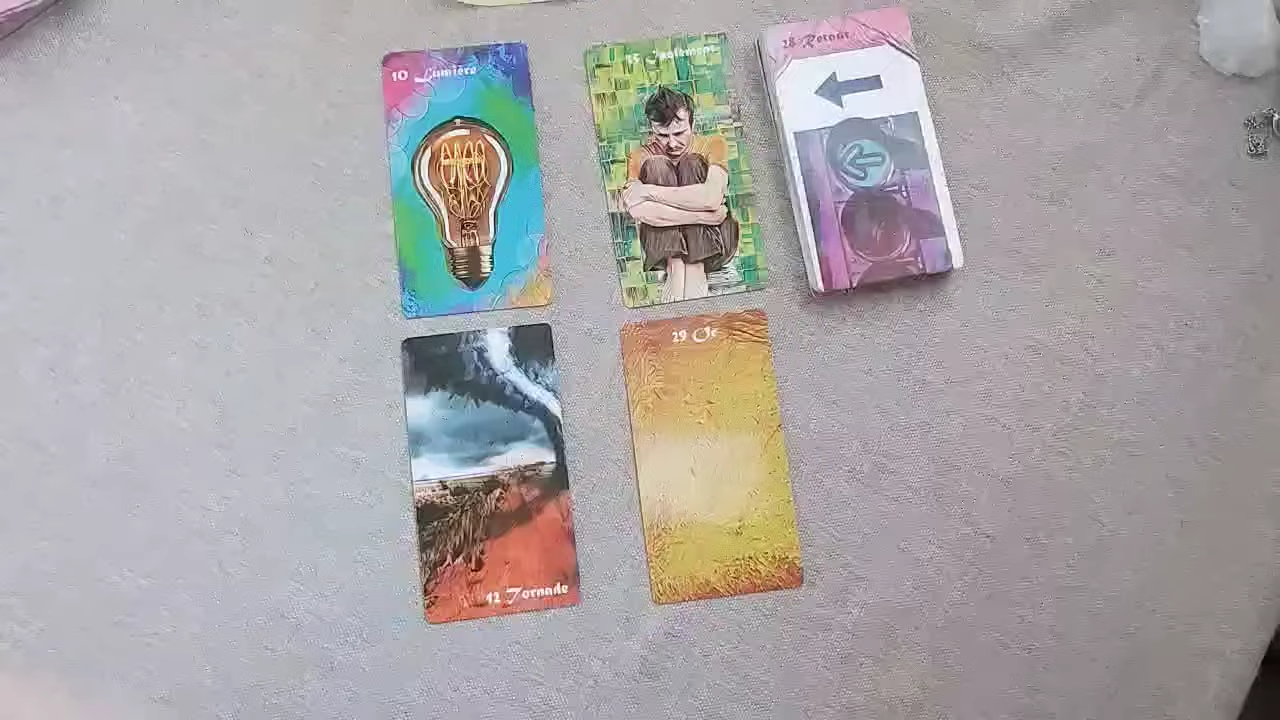 10 Lumière
15 Isolement
28 Retour
12 Tornade
29 Or